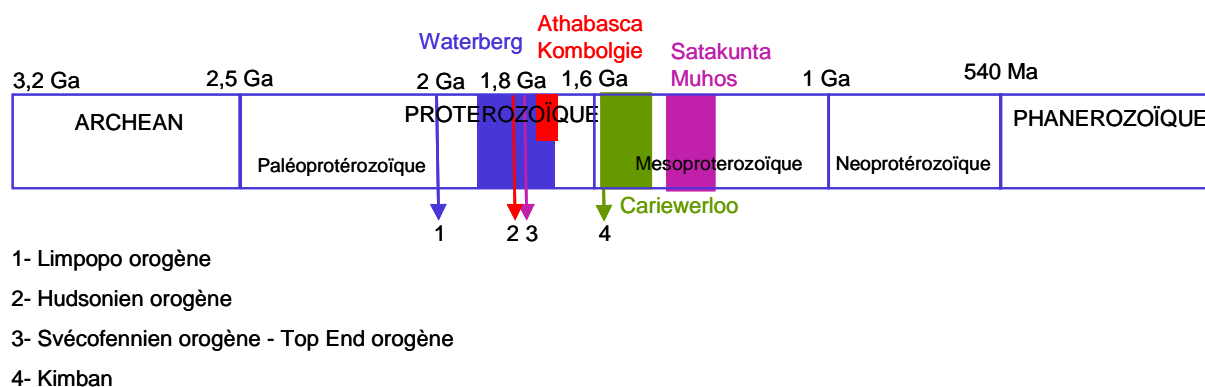 Athabasca
Kombolgie
Waterberg
Satakunta
Muhos
3,2 Ga
2,5 Ga
2 Ga
1,8 Ga
1,6 Ga
1 Ga
540 Ma
ARCHEAN
PROTEROZOÏQUE
PHANEROZOÏQUE
Paléoprotérozoïque
Mesoproterozoïque
Neoprotérozoïque
Cariewerloo
1
2
3
4
1- Limpopo orogène
2- Hudsonien orogène
3- Svécofennien orogène - Top End orogène
4- Kimban